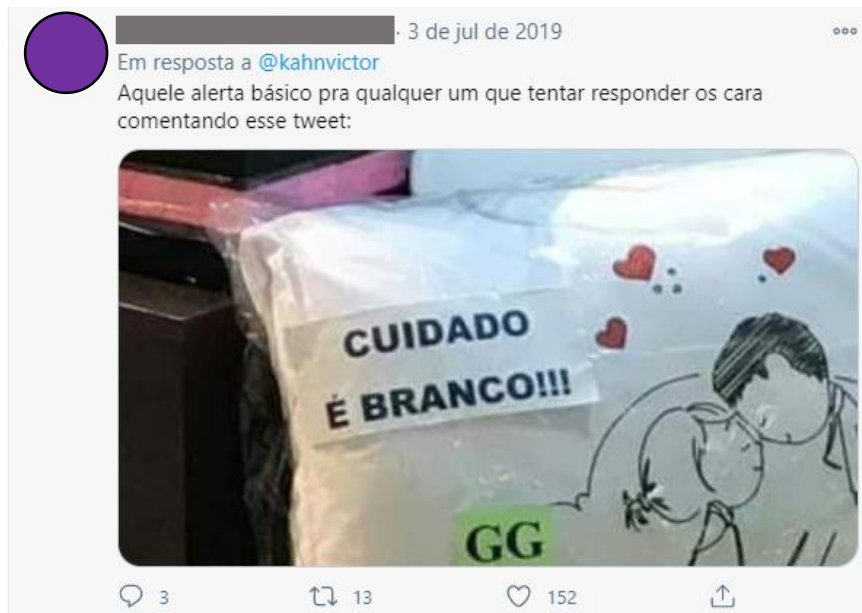 · 3 de jul de 2019
Em resposta a @kahnvictor
Aquele alerta básico pra qualquer um que tentar responder os cara
comentando esse tweet:
CUIDADO
É BRANCO!!!
GG
3 13 152